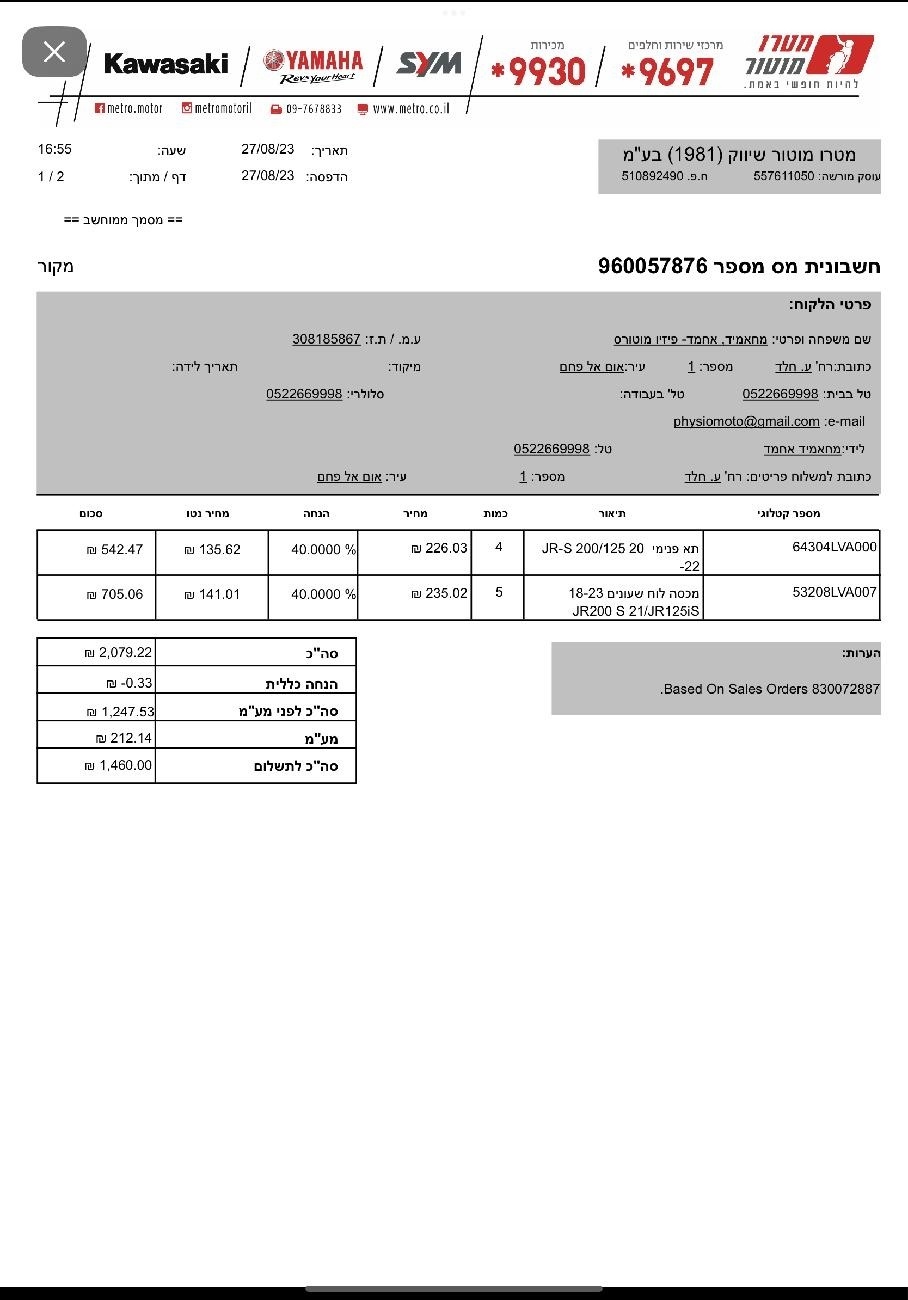 Kawasaki YAMAHA Revs Your Heart SYM מכירות *9930 מרכזי שירות וחלפים *9697 מטרו מוטור להיות חופשי באמת.
metro.motor metromotoril 09-7678833 www.metro.co.il
מטרו מוטור שיווק (1981) בע"מ
עוסק מורשה: 557611050 ח.פ. 510892490
תאריך: 27/08/23 שעה: 16:55
הדפסה: 27/08/23 דף / מתוך: 1 / 2
== מסמך ממוחשב ==
חשבונית מס מספר 960057876 מקור
פרטי הלקוח:
שם משפחה ופרטי: מחאמיד, אחמד- פיזיו מוטורס ע.מ. / ת.ז: 308185867
כתובת:רח' ע. חלד מספר: 1 עיר:אום אל פחם מיקוד: תאריך לידה:
טל בבית: 0522669998 טל' בעבודה: סלולרי: 0522669998
e-mail: physiomoto@gmail.com
לידי:מחאמיד אחמד טל: 0522669998
כתובת למשלוח פריטים: רח' ע. חלד מספר: 1 עיר: אום אל פחם
מספר קטלוגי תיאור כמות מחיר הנחה מחיר נטו סכום
64304LVA000 תא פנימי JR-S 200/125 20 4 226.03 ₪ 40.0000 % 135.62 ₪ 542.47 ₪
-22
53208LVA007 מכסה לוח שעונים 18-23 5 235.02 ₪ 40.0000 % 141.01 ₪ 705.06 ₪
JR200 S 21/JR125iS
סה"כ 2,079.22 ₪
הנחה כללית -0.33 ₪
סה"כ לפני מע"מ 1,247.53 ₪
מע"מ 212.14 ₪
סה"כ לתשלום 1,460.00 ₪
הערות:
Based On Sales Orders 830072887.